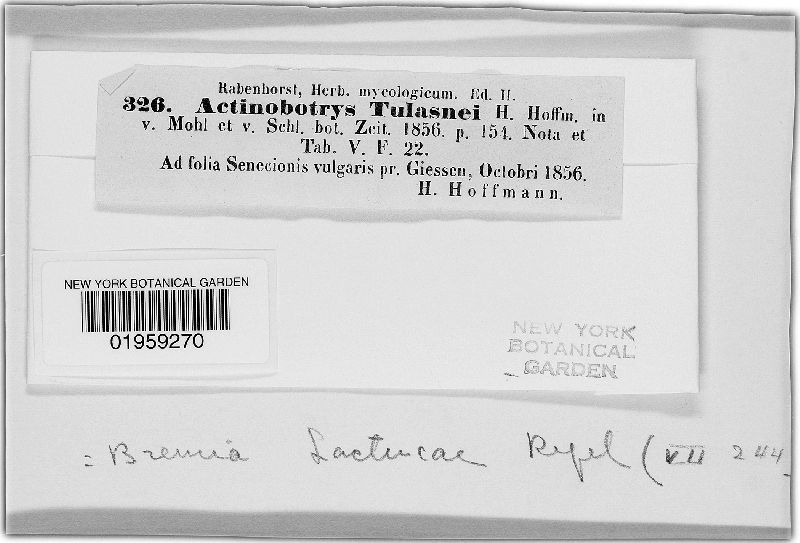 Rabenhorst, Herb. mycologicum. Ed. II.
326. Actinobotrys Tulasnei H. Hoffm. in
v. Mohl et v. Schl. bot. Zeit. 1856. p. 154. Nota et
Tab. V. F. 22.
Ad folia Senecionis vulgaris pr. Giessen, Octobri 1856.
H. Hoffmann.
NEW YORK BOTANICAL GARDEN
01959270
NEW YORK
BOTANICAL
GARDEN
= Bremia Lactucae Regel (VII 244